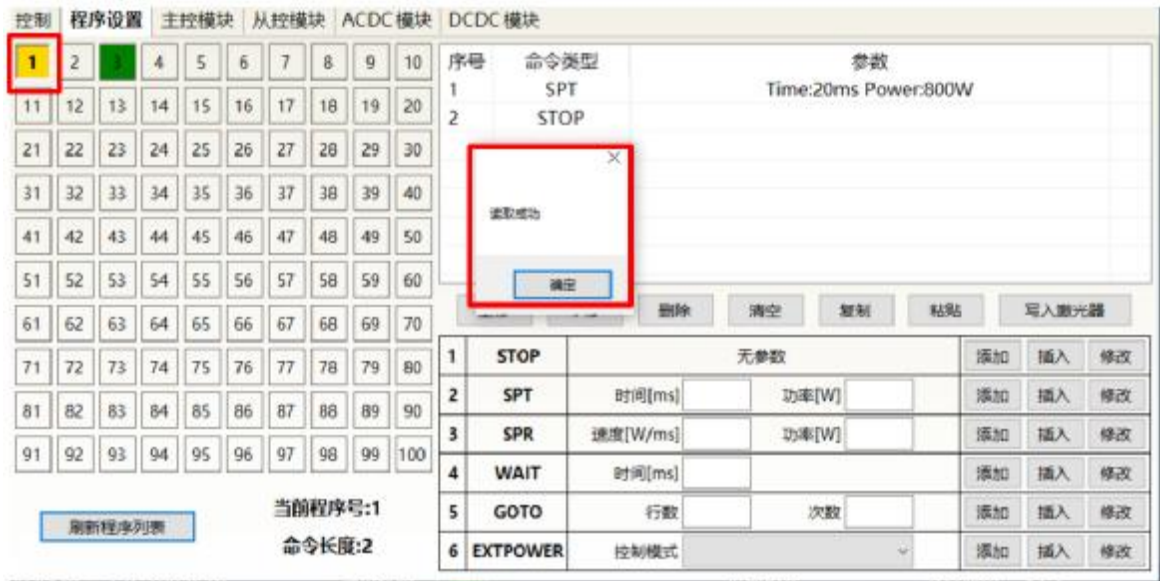 控制 程序设置 主控模块 从控模块 ACDC模块 DCDC模块
1 2 3 4 5 6 7 8 9 10
11 12 13 14 15 16 17 18 19 20
21 22 23 24 25 26 27 28 29 30
31 32 33 34 35 36 37 38 39 40
41 42 43 44 45 46 47 48 49 50
51 52 53 54 55 56 57 58 59 60
61 62 63 64 65 66 67 68 69 70
71 72 73 74 75 76 77 78 79 80
81 82 83 84 85 86 87 88 89 90
91 92 93 94 95 96 97 98 99 100
刷新程序列表
当前程序号:1
命令长度:2
序号 命令类型 参数
1 SPT Time:20ms Power:800W
2 STOP
读取成功
确定
删除 清空 复制 粘贴 写入激光器
1 STOP 无参数 添加 插入 修改
2 SPT 时间[ms] 功率[W] 添加 插入 修改
3 SPR 速度[W/ms] 功率[W] 添加 插入 修改
4 WAIT 时间[ms] 添加 插入 修改
5 GOTO 行数 次数 添加 插入 修改
6 EXTPOWER 控制模式 添加 插入 修改